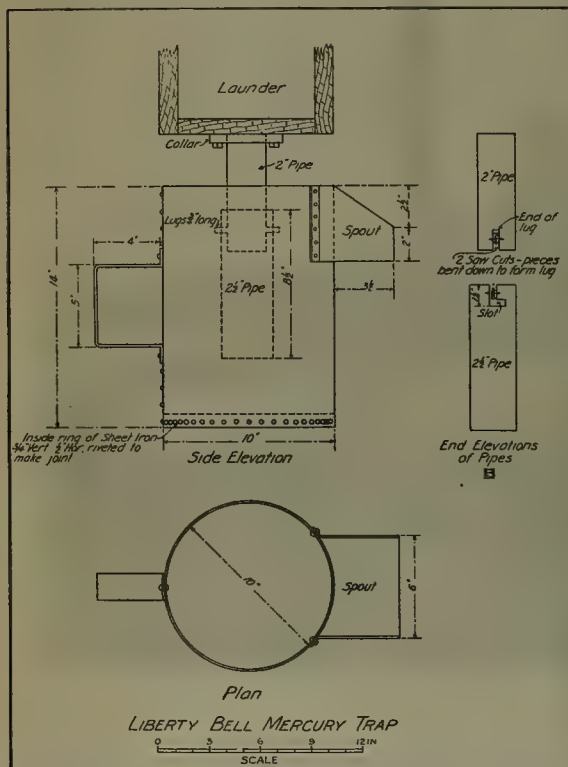 Launder
Collar
2" Pipe
Lugs ¾" long
2½" Pipe
8½"
Spout
2½"
2"
3½"
4"
5"
14"
10"
Inside ring of Sheet Iron
¾" Vert. ½" Hor. riveted to
make joint
Side Elevation
2" Pipe
End of
lug
2 Saw Cuts-pieces
bent down to form lug
Slot
2½" Pipe
End Elevations
of Pipes
B
10"
Spout
6"
Plan
LIBERTY BELL MERCURY TRAP
0 3 6 9 12 IN
SCALE